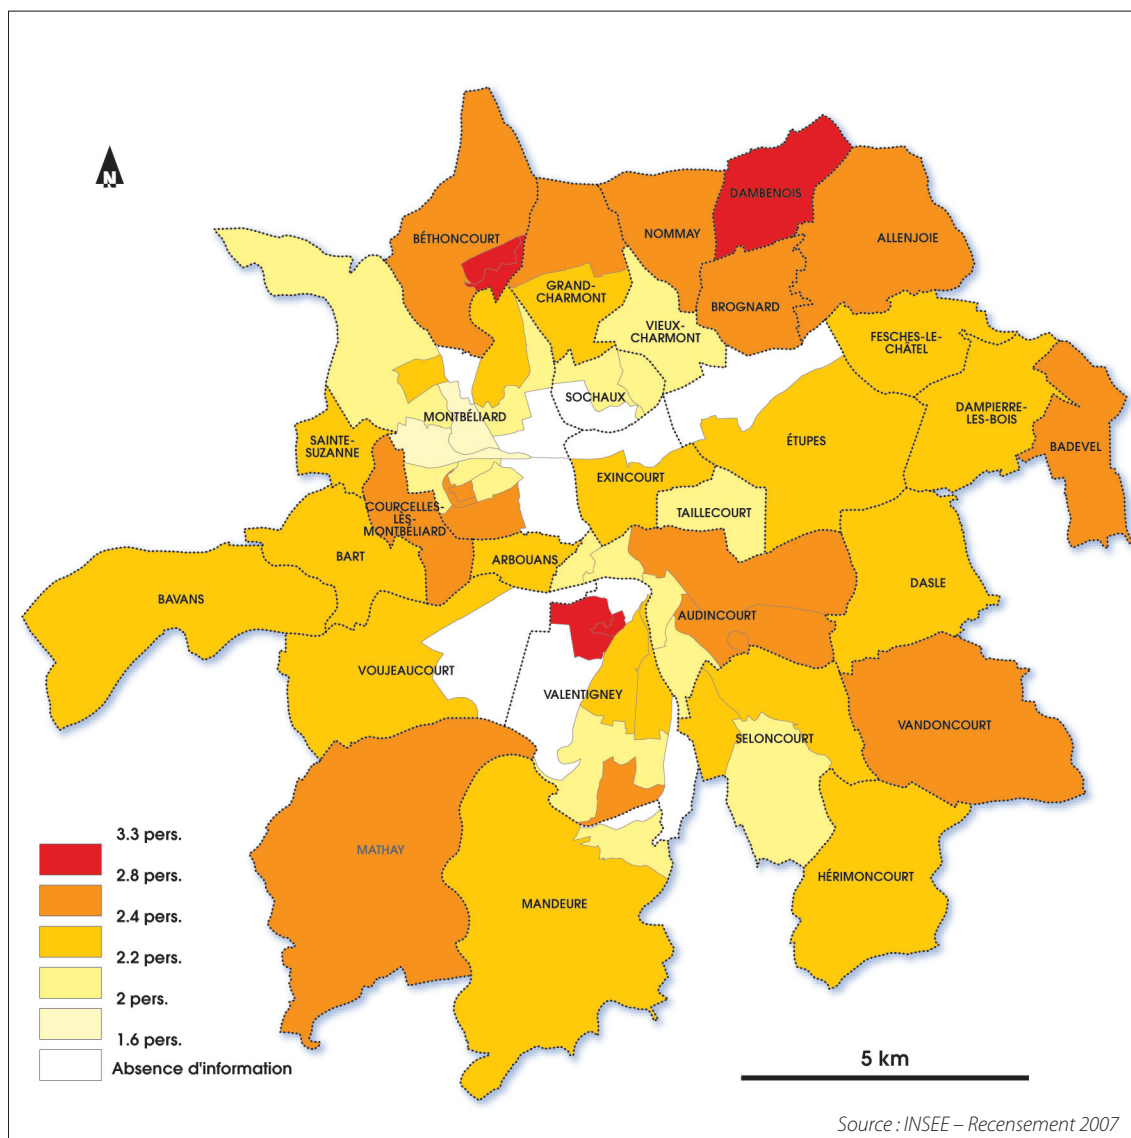 N
DAMBENOIS
BÉTHONCOURT
NOMMAY
ALLENJOIE
GRAND-
CHARMONT
BROGNARD
VIEUX-
CHARMONT
FESCHES-LE-
CHÂTEL
SOCHAUX
MONTBÉLIARD
DAMPIERRE-
LES-BOIS
SAINTE-
SUZANNE
ÉTUPES
BADEVEL
EXINCOURT
TAILLECOURT
COURCELLES-
LÈS-
MONTBÉLIARD
BART
ARBOUANS
DASLE
BAVANS
AUDINCOURT
VOUJEAUCOURT
VALENTIGNEY
VANDONCOURT
SELONCOURT
MATHAY
HÉRIMONCOURT
MANDEURE
3.3 pers.
2.8 pers.
2.4 pers.
2.2 pers.
2 pers.
1.6 pers.
Absence d'information
5 km
Source : INSEE – Recensement 2007